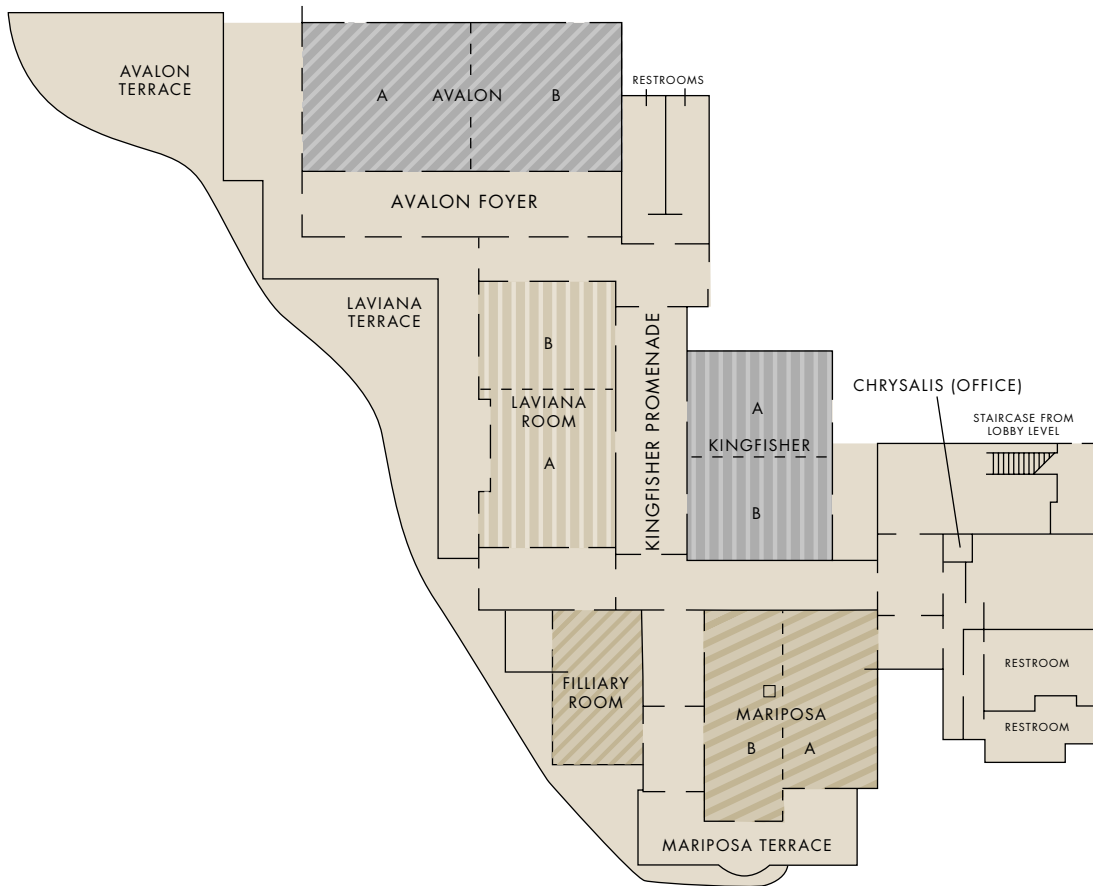 AVALON
TERRACE
A AVALON B
RESTROOMS
AVALON FOYER
LAVIANA
TERRACE
B
LAVIANA
ROOM
A
KINGFISHER PROMENADE
A
KINGFISHER
B
CHRYSALIS (OFFICE)
STAIRCASE FROM
LOBBY LEVEL
FILLIARY
ROOM
MARIPOSA
B A
RESTROOM
RESTROOM
MARIPOSA TERRACE